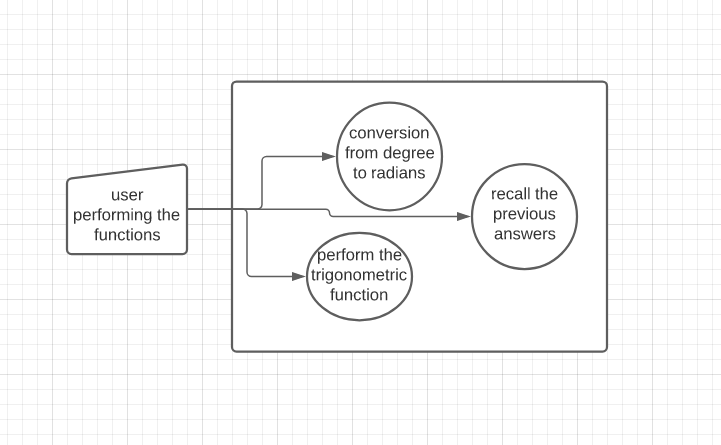 user
performing the
functions
conversion
from degree
to radians
recall the
previous
answers
perform the
trigonometric
function